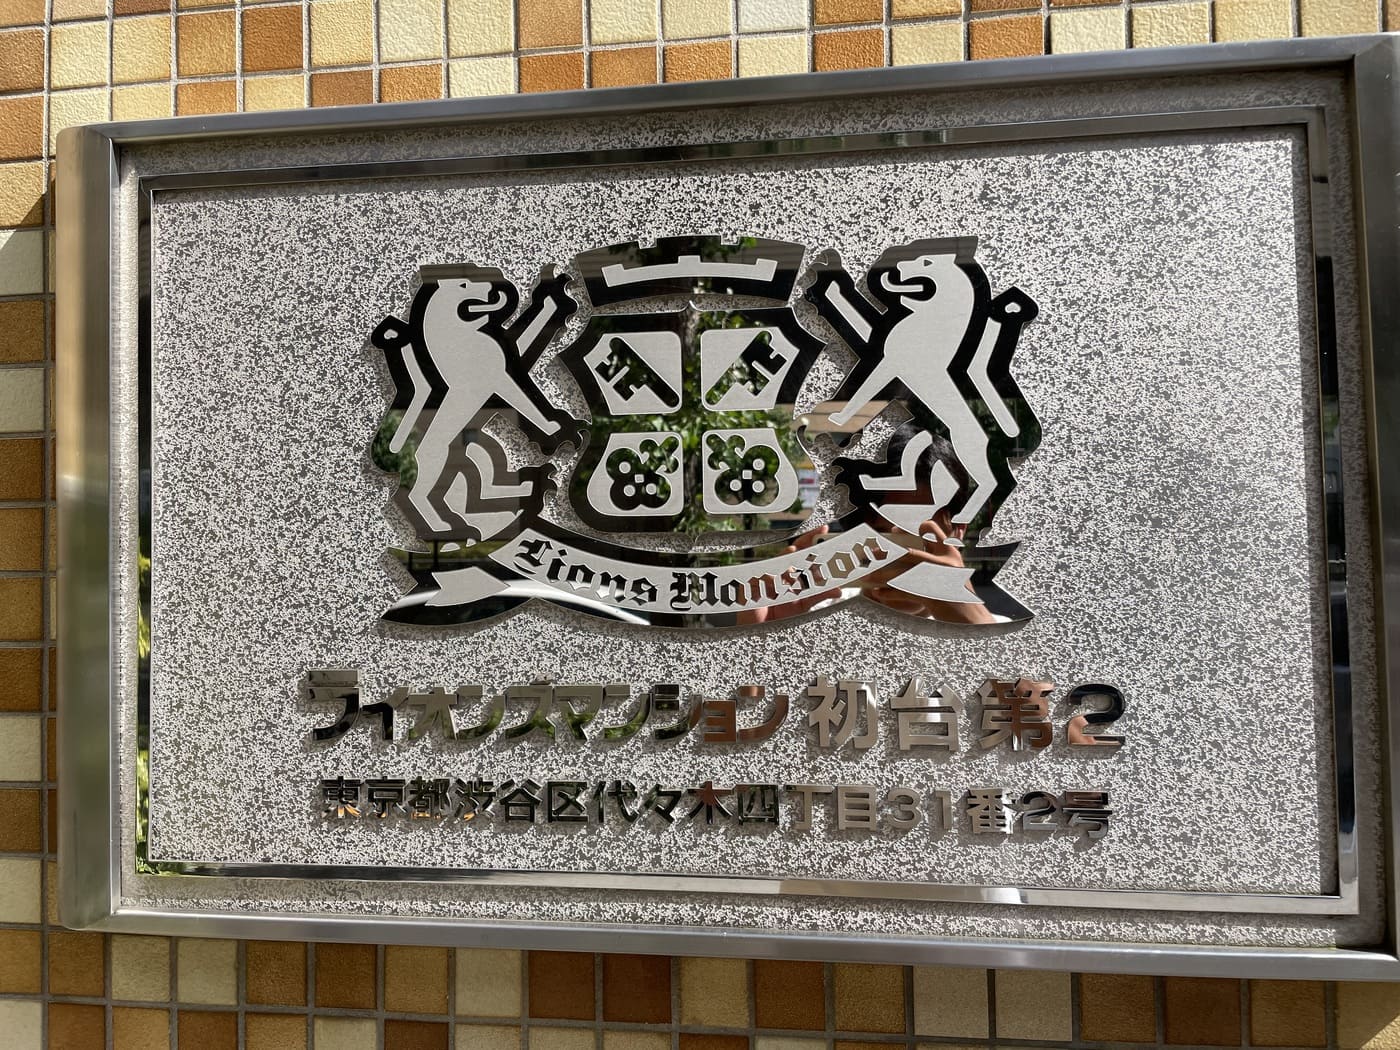 Lions Mansion
ライオンズマンション初台第2
東京都渋谷区代々木四丁目31番2号